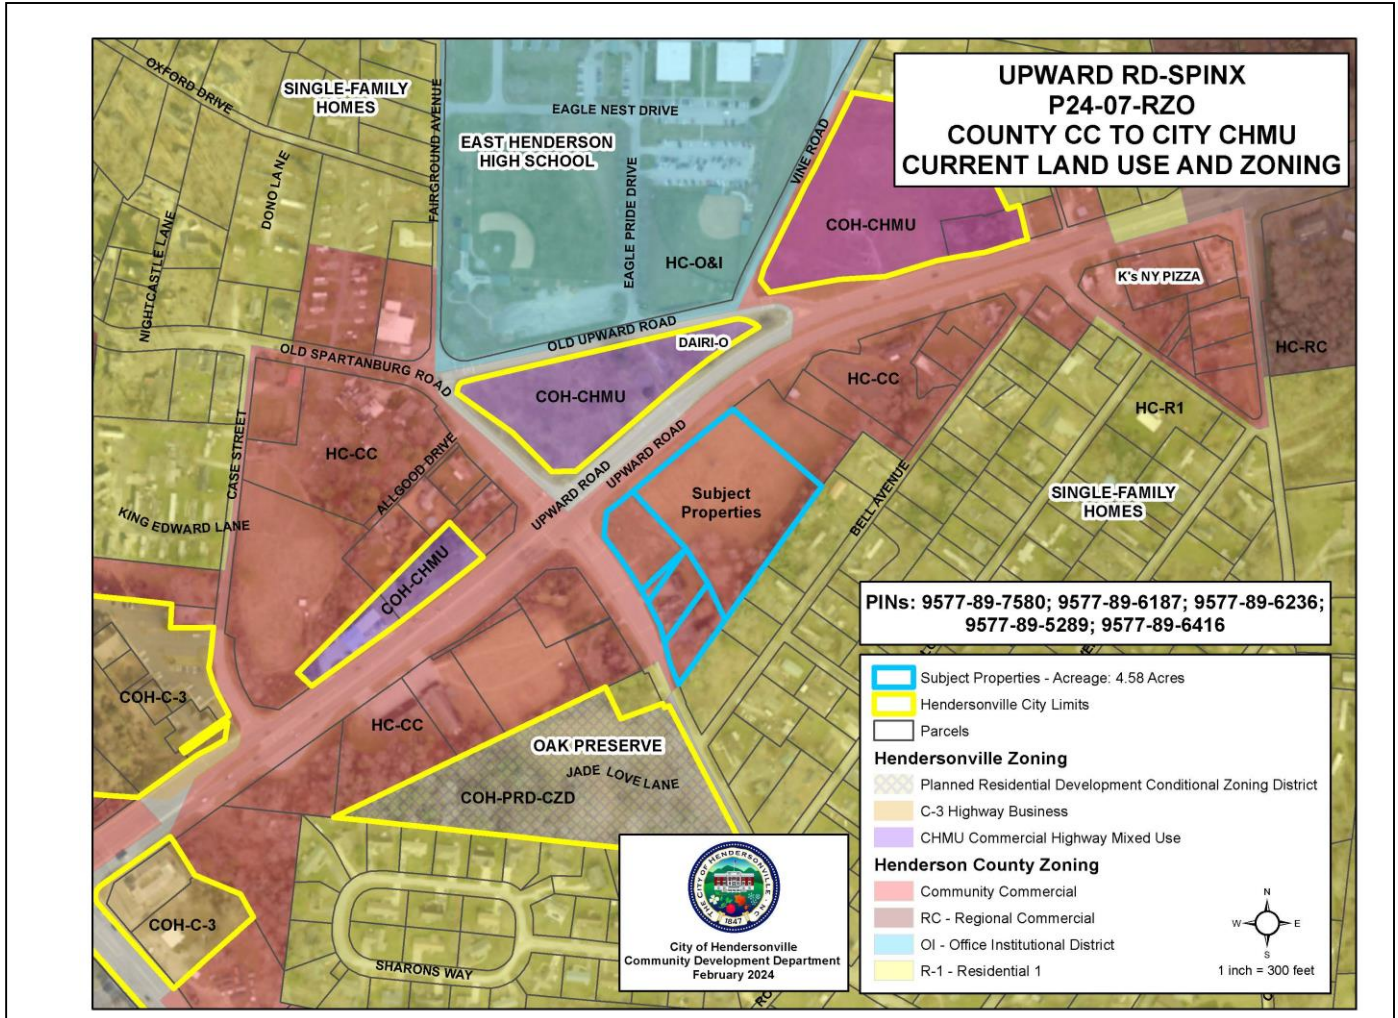 UPWARD RD-SPINX
P24-07-RZO
COUNTY CC TO CITY CHMU
CURRENT LAND USE AND ZONING
OXFORD DRIVE
SINGLE-FAMILY
HOMES
FAIRGROUND AVENUE
EAGLE NEST DRIVE
EAST HENDERSON
HIGH SCHOOL
VINE ROAD
DONO LANE
EAGLE PRIDE DRIVE
NIGHTCASTLE LANE
COH-CHMU
HC-O&I
K's NY PIZZA
OLD UPWARD ROAD
DAIRI-O
HC-RC
OLD SPARTANBURG ROAD
HC-CC
COH-CHMU
HC-R1
CASE STREET
HC-CC
ALLGOOD DRIVE
UPWARD ROAD
UPWARD ROAD
Subject
Properties
BELL AVENUE
SINGLE-FAMILY
HOMES
KING EDWARD LANE
COH-CHMU
PINs: 9577-89-7580; 9577-89-6187; 9577-89-6236;
9577-89-5289; 9577-89-6416
COH-C-3
HC-CC
OAK PRESERVE
JADE LOVE LANE
COH-PRD-CZD
COH-C-3
SHARONS WAY
Subject Properties - Acreage: 4.58 Acres
Hendersonville City Limits
Parcels
Hendersonville Zoning
Planned Residential Development Conditional Zoning District
C-3 Highway Business
CHMU Commercial Highway Mixed Use
Henderson County Zoning
Community Commercial
RC - Regional Commercial
OI - Office Institutional District
R-1 - Residential 1
N
W
E
S
1 inch = 300 feet
THE CITY OF HENDERSONVILLE N.C.
1847
City of Hendersonville
Community Development Department
February 2024